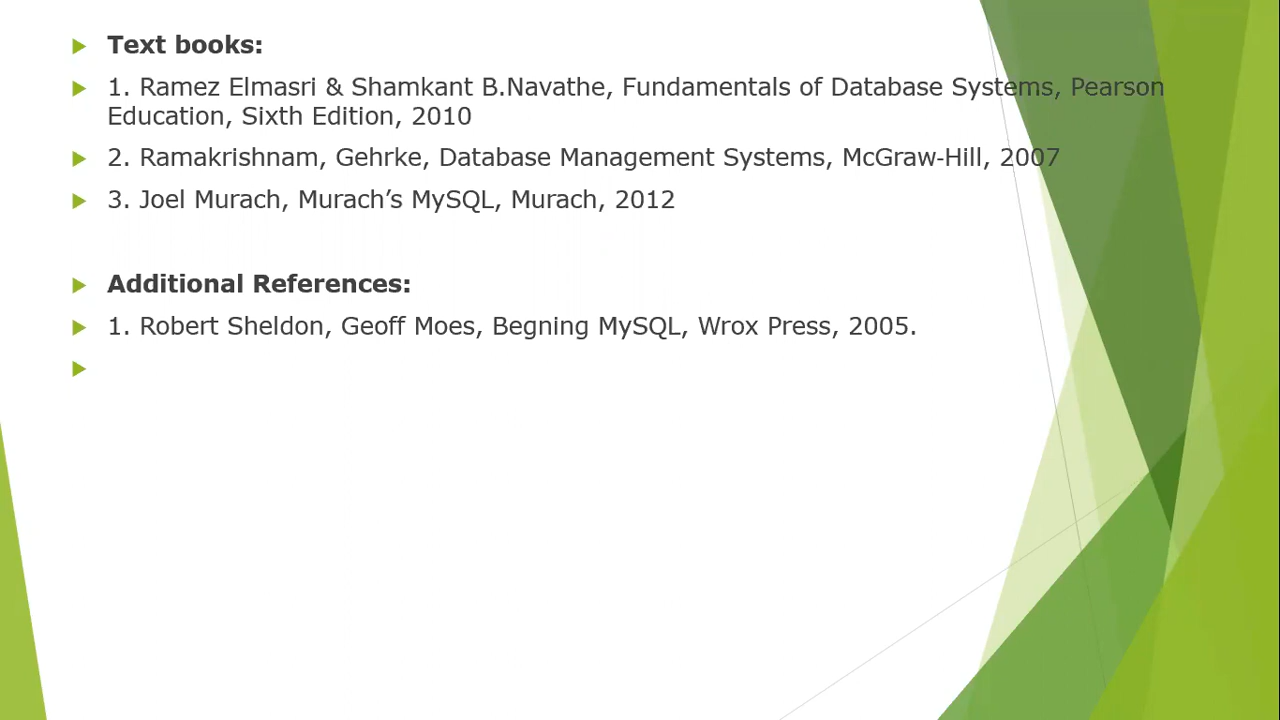 Text books:
1. Ramez Elmasri & Shamkant B.Navathe, Fundamentals of Database Systems, Pearson
Education, Sixth Edition, 2010
2. Ramakrishnam, Gehrke, Database Management Systems, McGraw-Hill, 2007
3. Joel Murach, Murach’s MySQL, Murach, 2012
Additional References:
1. Robert Sheldon, Geoff Moes, Begning MySQL, Wrox Press, 2005.